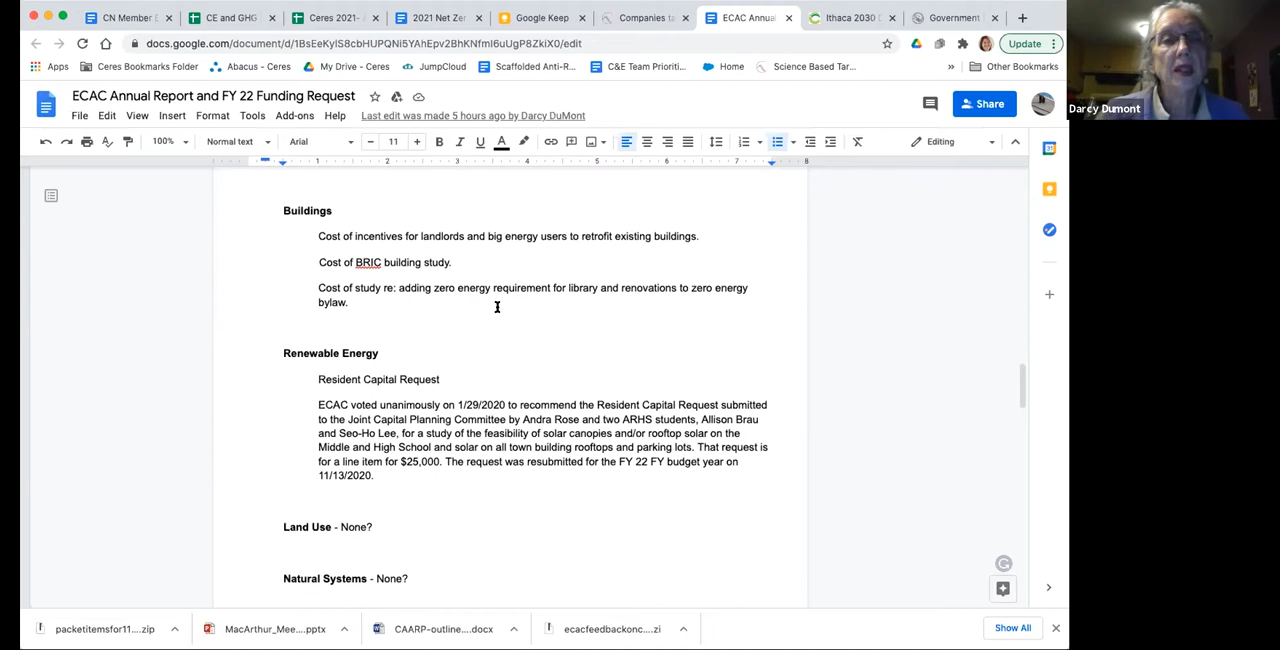 CN Member E
CE and GHG
Ceres 2021-
2021 Net Zer
Google Keep
Companies ta
ECAC Annual
Ithaca 2030 D
Government
docs.google.com/document/d/1BsEeKylS8cbHUPQNi5YAhEpv2BhKNfmI6uUgP8ZkiX0/edit
Update
Apps
Ceres Bookmarks Folder
Abacus - Ceres
My Drive - Ceres
JumpCloud
Scaffolded Anti-R...
C&E Team Prioriti...
Home
Science Based Tar...
»
Other Bookmarks
Darcy Dumont
ECAC Annual Report and FY 22 Funding Request
File Edit View Insert Format Tools Add-ons Help Last edit was made 5 hours ago by Darcy DuMont
Share
100% Normal text Arial 11 B I U A Editing
1 2 3 4 5 6 7 8
Buildings
Cost of incentives for landlords and big energy users to retrofit existing buildings.
Cost of BRIC building study.
Cost of study re: adding zero energy requirement for library and renovations to zero energy
bylaw.
Renewable Energy
Resident Capital Request
ECAC voted unanimously on 1/29/2020 to recommend the Resident Capital Request submitted
to the Joint Capital Planning Committee by Andra Rose and two ARHS students, Allison Brau
and Seo-Ho Lee, for a study of the feasibility of solar canopies and/or rooftop solar on the
Middle and High School and solar on all town building rooftops and parking lots. That request is
for a line item for $25,000. The request was resubmitted for the FY 22 FY budget year on
11/13/2020.
Land Use - None?
Natural Systems - None?
packetitemsfor11....zip
MacArthur_Mee....pptx
CAARP-outline....docx
ecacfeedbackonc....zi
Show All